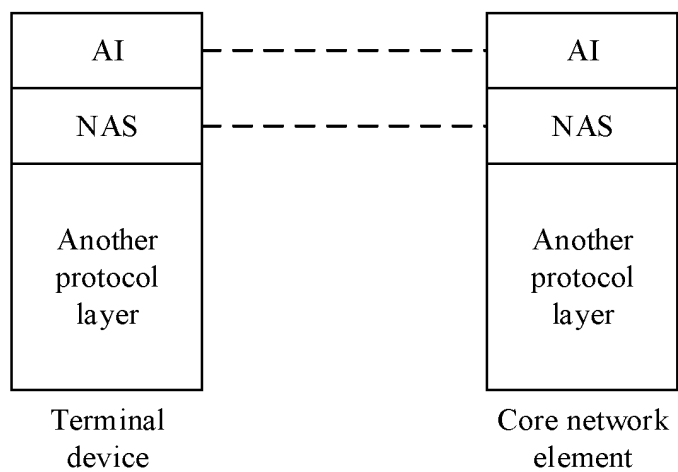 AI
NAS
Another
protocol
layer
Terminal
device
AI
NAS
Another
protocol
layer
Core network
element